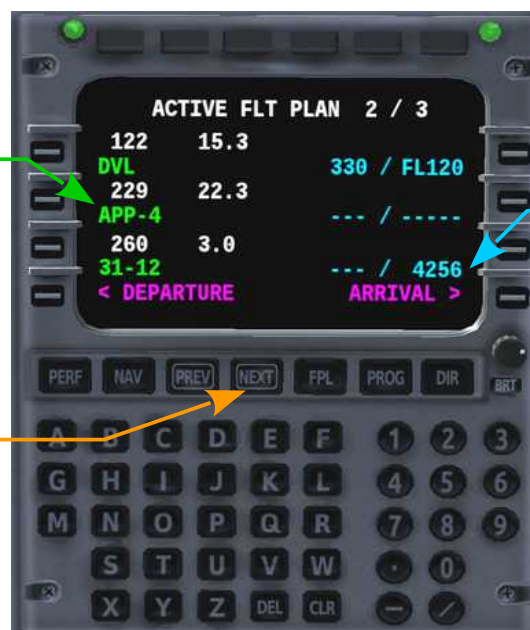 ACTIVE FLT PLAN 2 / 3
122 15.3
DVL 330 / FL120
229 22.3
APP-4 --- / -----
260 3.0
31-12 --- / 4256
< DEPARTURE ARRIVAL >
PERF NAV PREV NEXT FPL PROG DIR BRT
A B C D E F 1 2 3
G H I J K L 4 5 6
M N O P Q R 7 8 9
S T U V W · 0
X Y Z DEL CLR — /